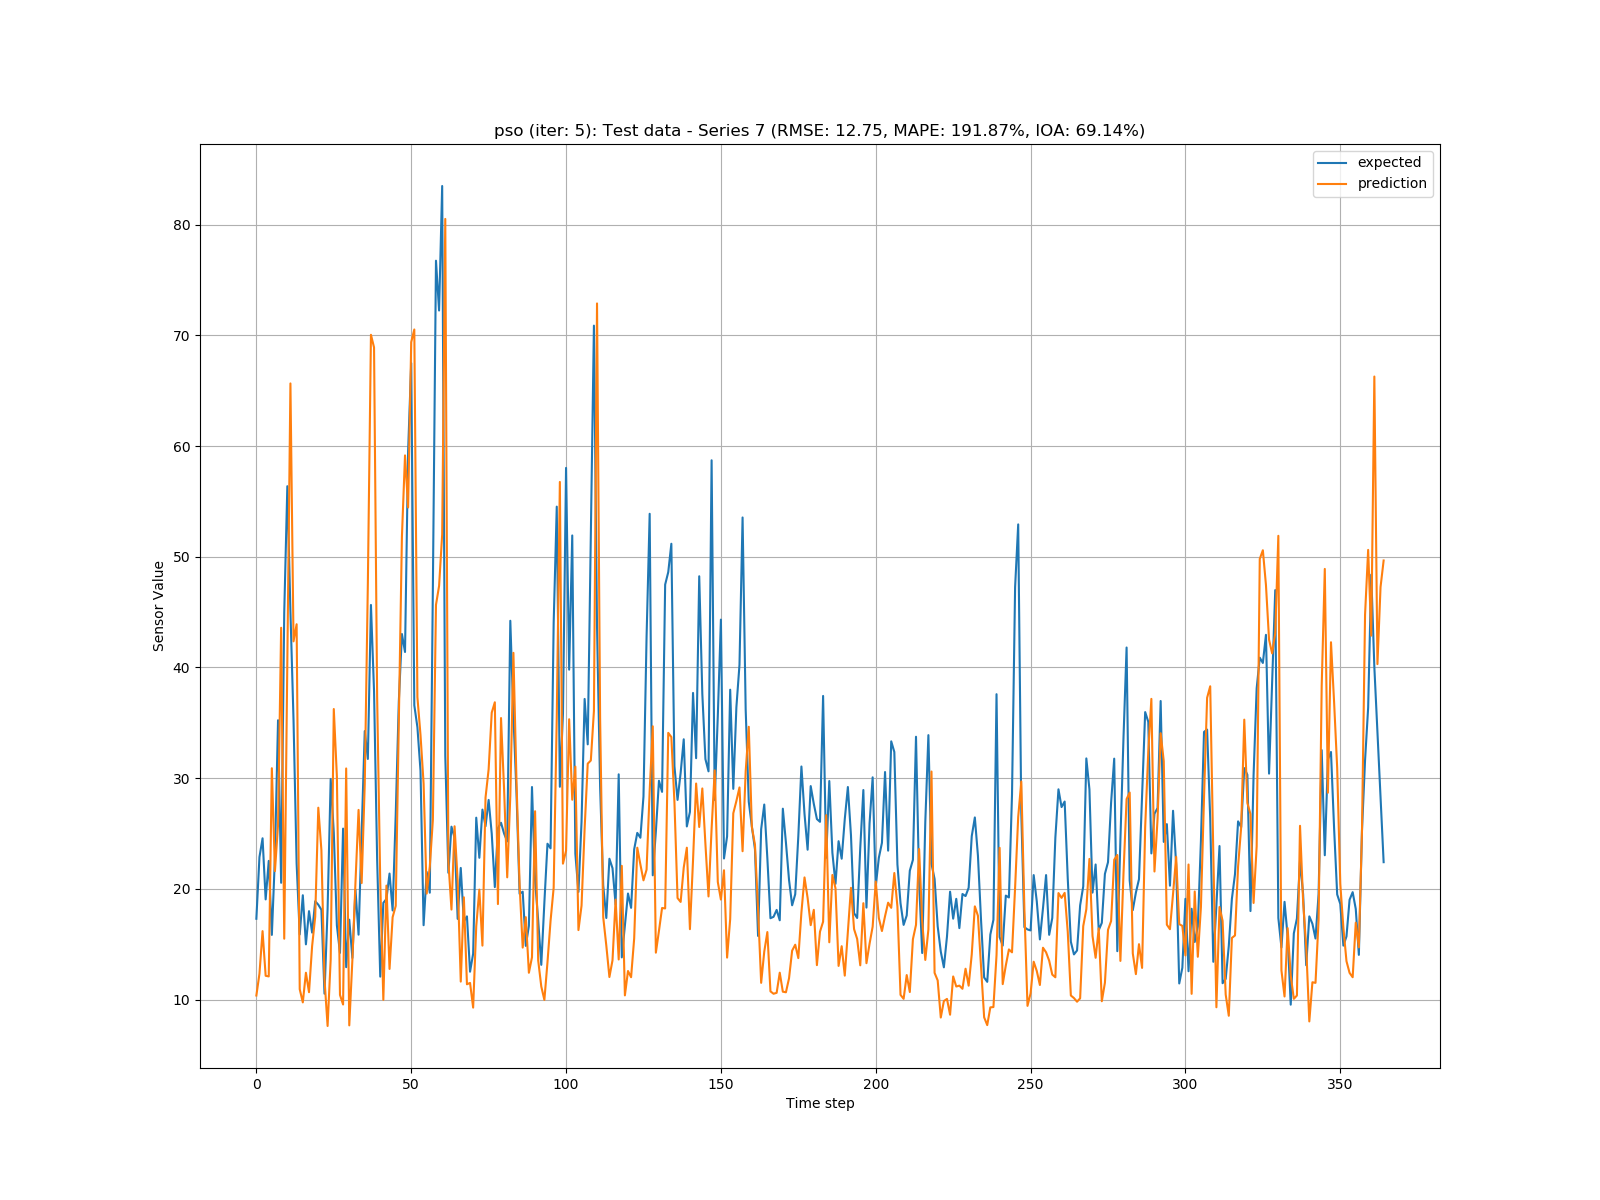 pso (iter: 5): Test data - Series 7 (RMSE: 12.75, MAPE: 191.87%, IOA: 69.14%)
expected
prediction
80
70
60
50
40
30
20
10
Sensor Value
0 50 100 150 200 250 300 350
Time step